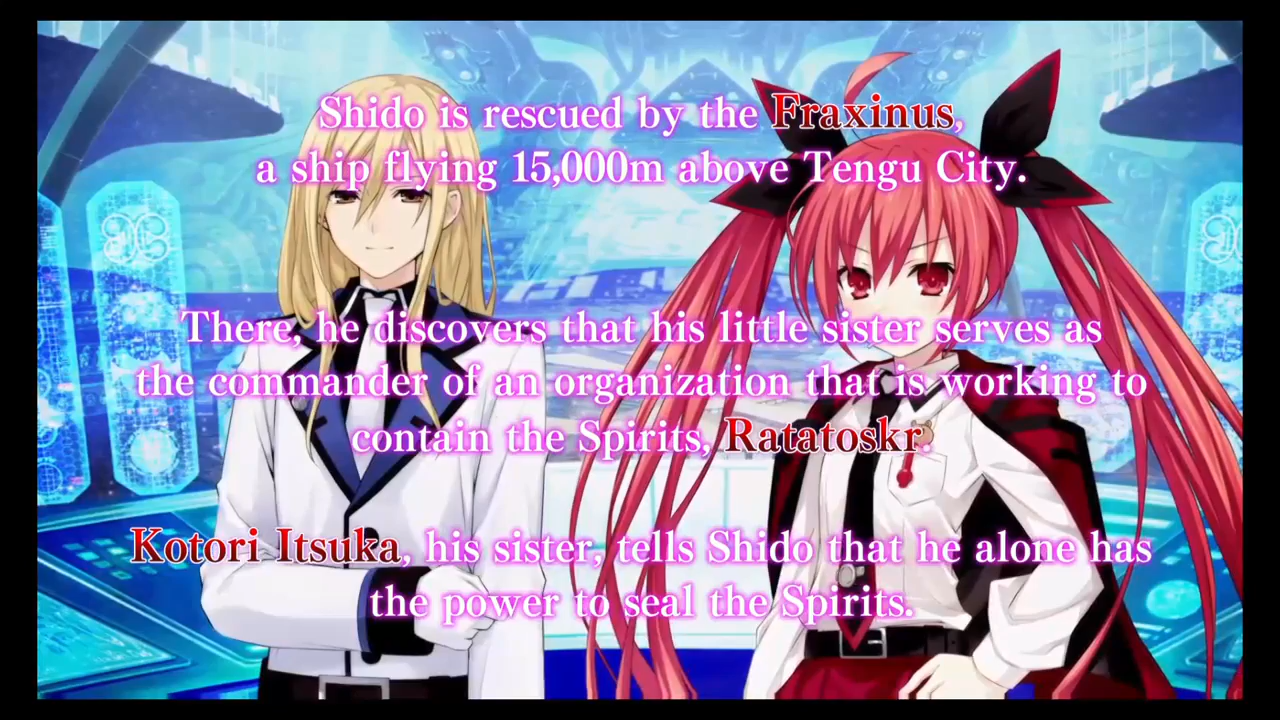 Shido is rescued by the Fraxinus,
a ship flying 15,000m above Tengu City.
There, he discovers that his little sister serves as
the commander of an organization that is working to
contain the Spirits, Ratatoskr.
Kotori Itsuka, his sister, tells Shido that he alone has
the power to seal the Spirits.